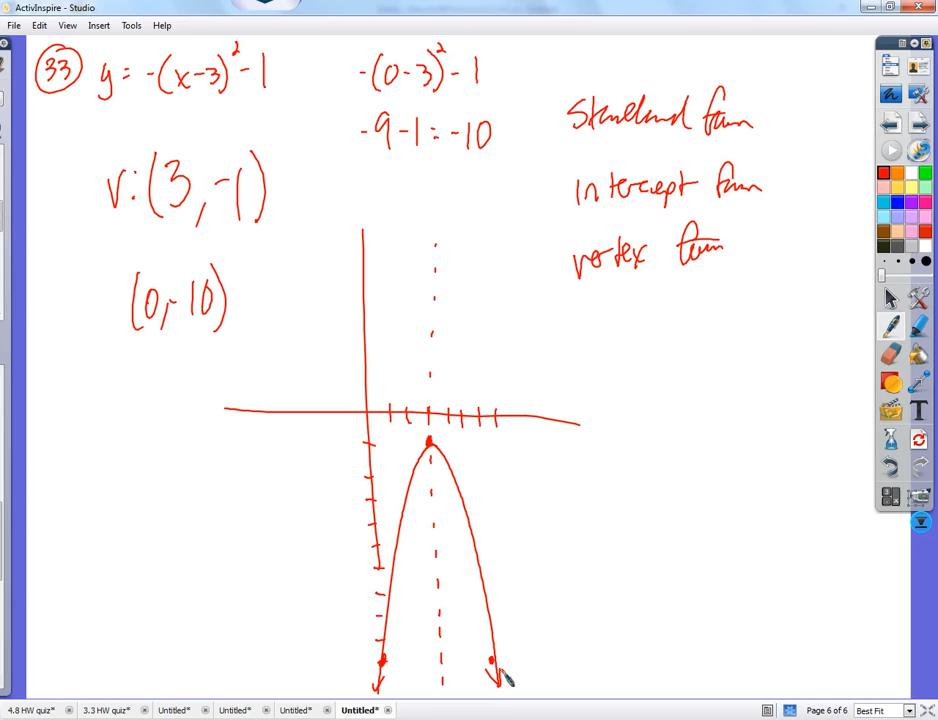 ActivInspire - Studio
File Edit View Insert Tools Help
33 y = -(x-3)² -1
-(0-3)² -1
-9 -1 = -10
V: (3, -1)
(0, -10)
Standard form
intercept form
vertex form
4.8 HW quiz* 3.3 HW quiz* Untitled* Untitled* Untitled* Untitled*
Page 6 of 6 Best Fit